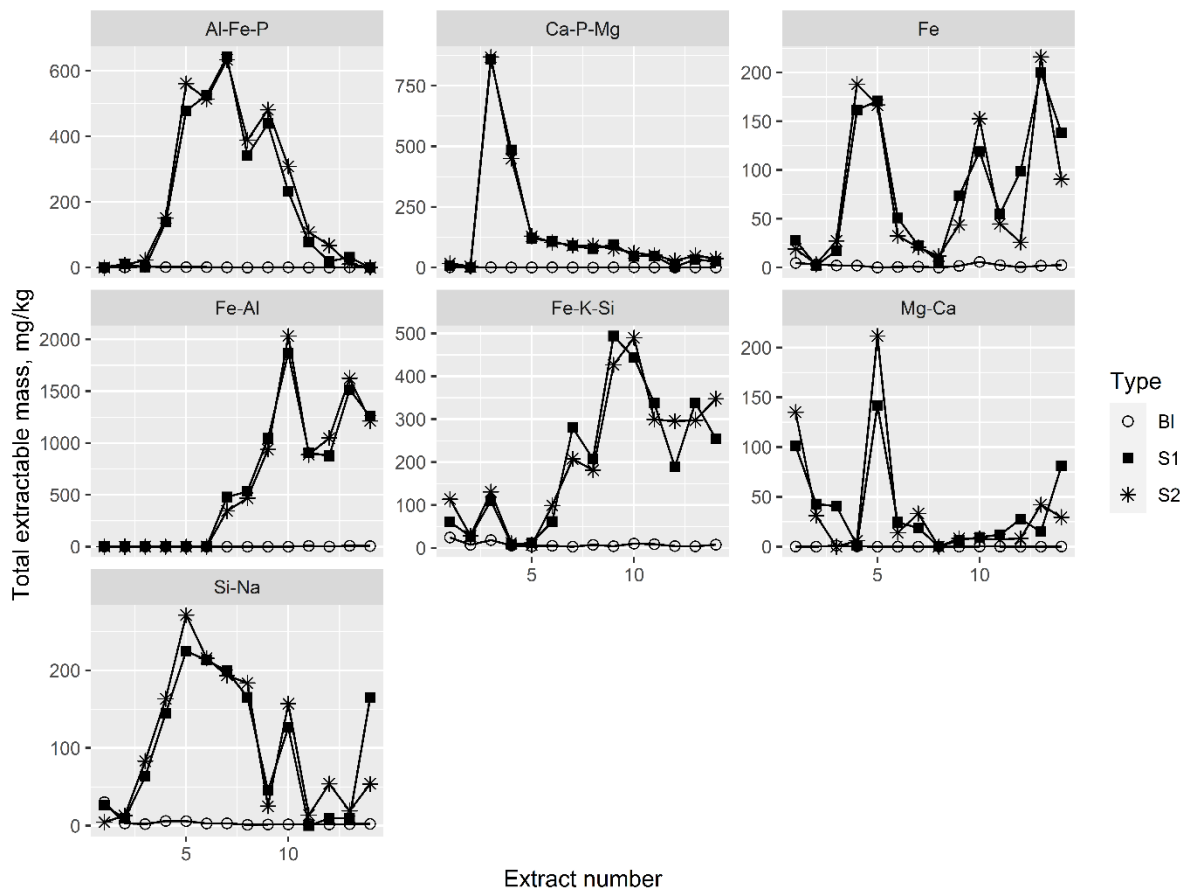 Al-Fe-P
Ca-P-Mg
Fe
600
400
200
0
750
500
250
0
200
150
100
50
0
Fe-Al
Fe-K-Si
Mg-Ca
2000
1500
1000
500
0
500
400
300
200
100
0
200
150
100
50
0
5 10
5 10
Si-Na
200
100
0
5 10
Total extractable mass, mg/kg
Extract number
Type
Bl
S1
S2